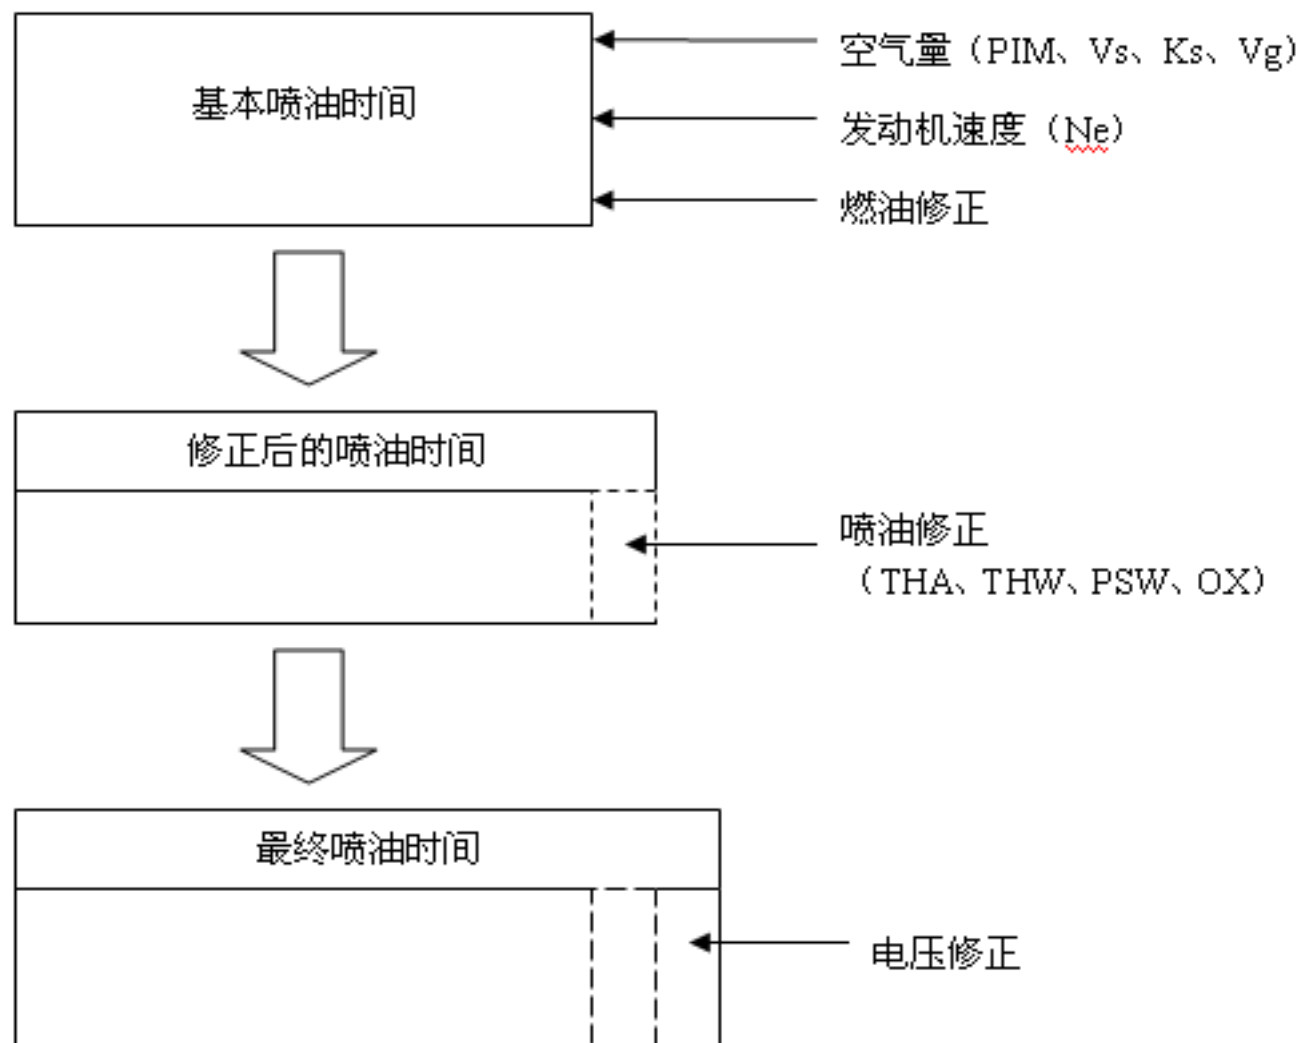 基本喷油时间
空气量（PIM、Vs、Ks、Vg）
发动机速度（Ne）
燃油修正
修正后的喷油时间
喷油修正
（THA、THW、PSW、OX）
最终喷油时间
电压修正